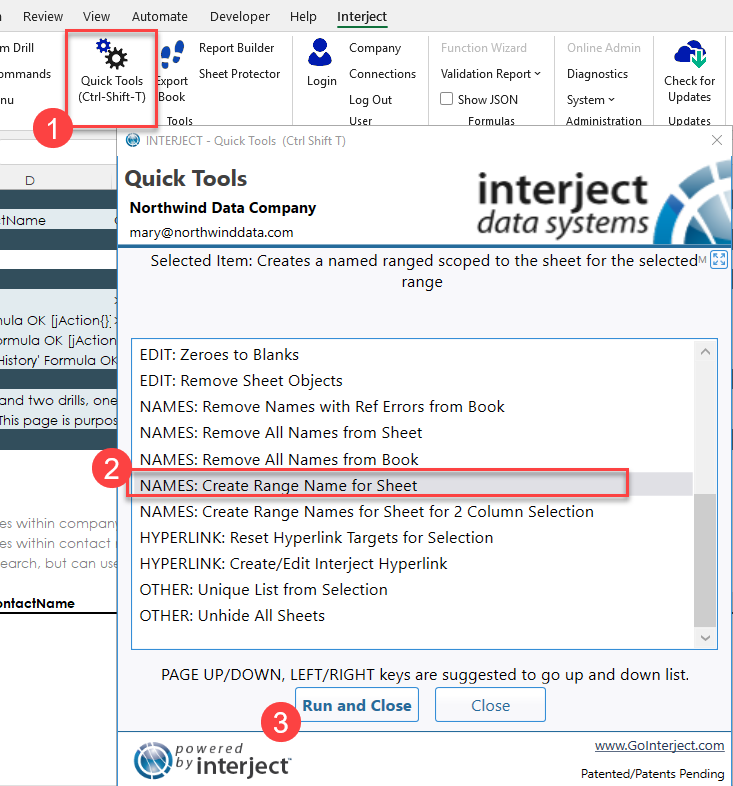 Review View Automate Developer Help Interject
m Drill
ommands
nu
Quick Tools
(Ctrl-Shift-T)
Export
Book
Report Builder
Sheet Protector
Tools
Login
Company
Connections
Log Out
User
Function Wizard
Validation Report
Show JSON
Formulas
Online Admin
Diagnostics
System
Administration
Check for
Updates
Updates
1
INTERJECT - Quick Tools (Ctrl Shift T)
D
ctName
rmula OK [jAction{}]
ormula OK [jAction
History' Formula OK
and two drills, one
This page is purpos
es within company
es within contact
earch, but can use
ontactName
Quick Tools
Northwind Data Company
mary@northwinddata.com
interject
data systems
Selected Item: Creates a named ranged scoped to the sheet for the selected
range
M
EDIT: Zeroes to Blanks
EDIT: Remove Sheet Objects
NAMES: Remove Names with Ref Errors from Book
NAMES: Remove All Names from Sheet
NAMES: Remove All Names from Book
2
NAMES: Create Range Name for Sheet
NAMES: Create Range Names for Sheet for 2 Column Selection
HYPERLINK: Reset Hyperlink Targets for Selection
HYPERLINK: Create/Edit Interject Hyperlink
OTHER: Unique List from Selection
OTHER: Unhide All Sheets
PAGE UP/DOWN, LEFT/RIGHT keys are suggested to go up and down list.
3
Run and Close Close
powered
by interject™
www.GoInterject.com
Patented/Patents Pending